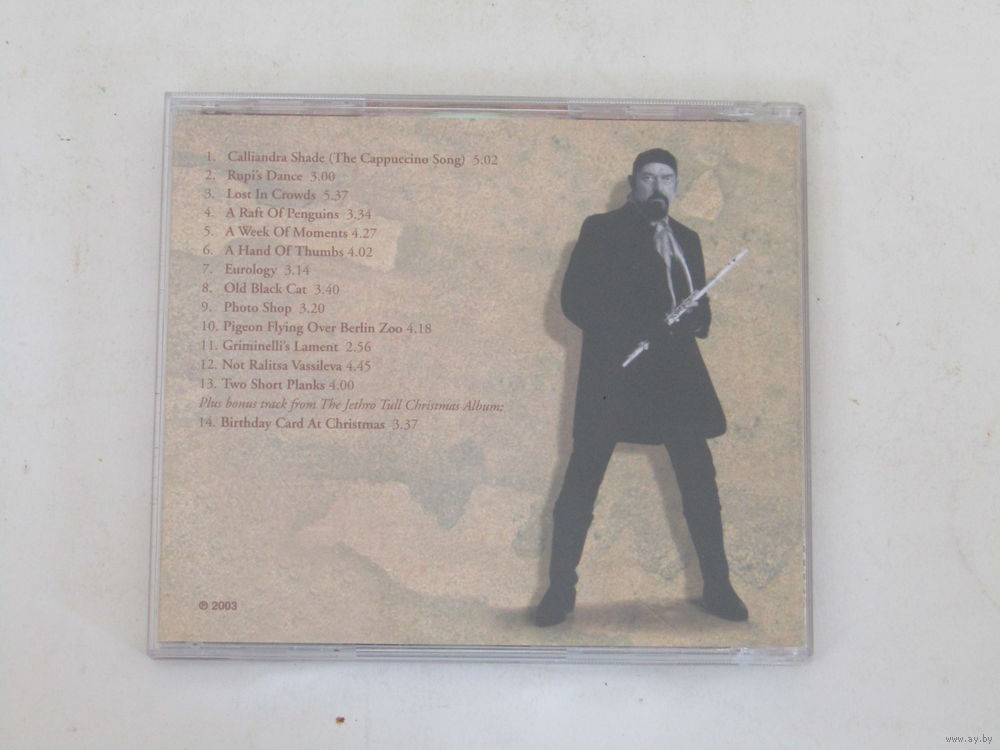 1. Calliandra Shade (The Cappuccino Song) 5.02
2. Rupi's Dance 3.00
3. Lost In Crowds 5.37
4. A Raft Of Penguins 3.34
5. A Week Of Moments 4.27
6. A Hand Of Thumbs 4.02
7. Eurology 3.14
8. Old Black Cat 3.40
9. Photo Shop 3.20
10. Pigeon Flying Over Berlin Zoo 4.18
11. Griminelli's Lament 2.56
12. Not Ralitsa Vassileva 4.45
13. Two Short Planks 4.00
Plus bonus track from The Jethro Tull Christmas Album:
14. Birthday Card At Christmas 3.37
℗ 2003
www.ay.by